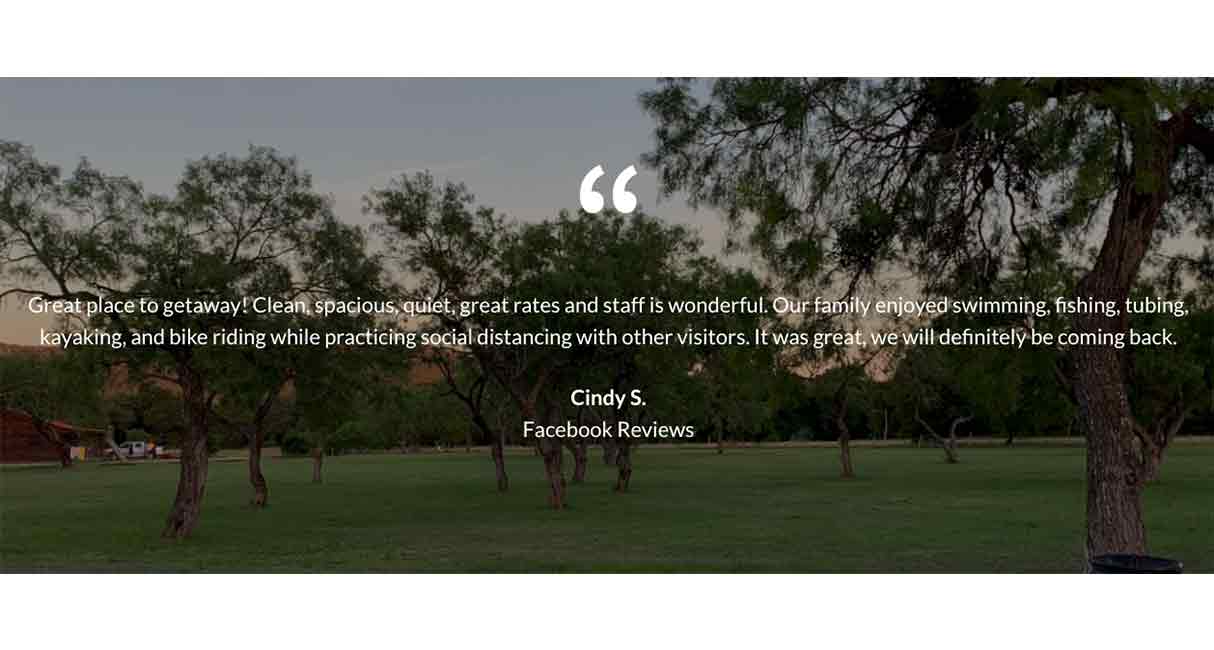 “
Great place to getaway! Clean, spacious, quiet, great rates and staff is wonderful. Our family enjoyed swimming, fishing, tubing,
kayaking, and bike riding while practicing social distancing with other visitors. It was great, we will definitely be coming back.
Cindy S.
Facebook Reviews